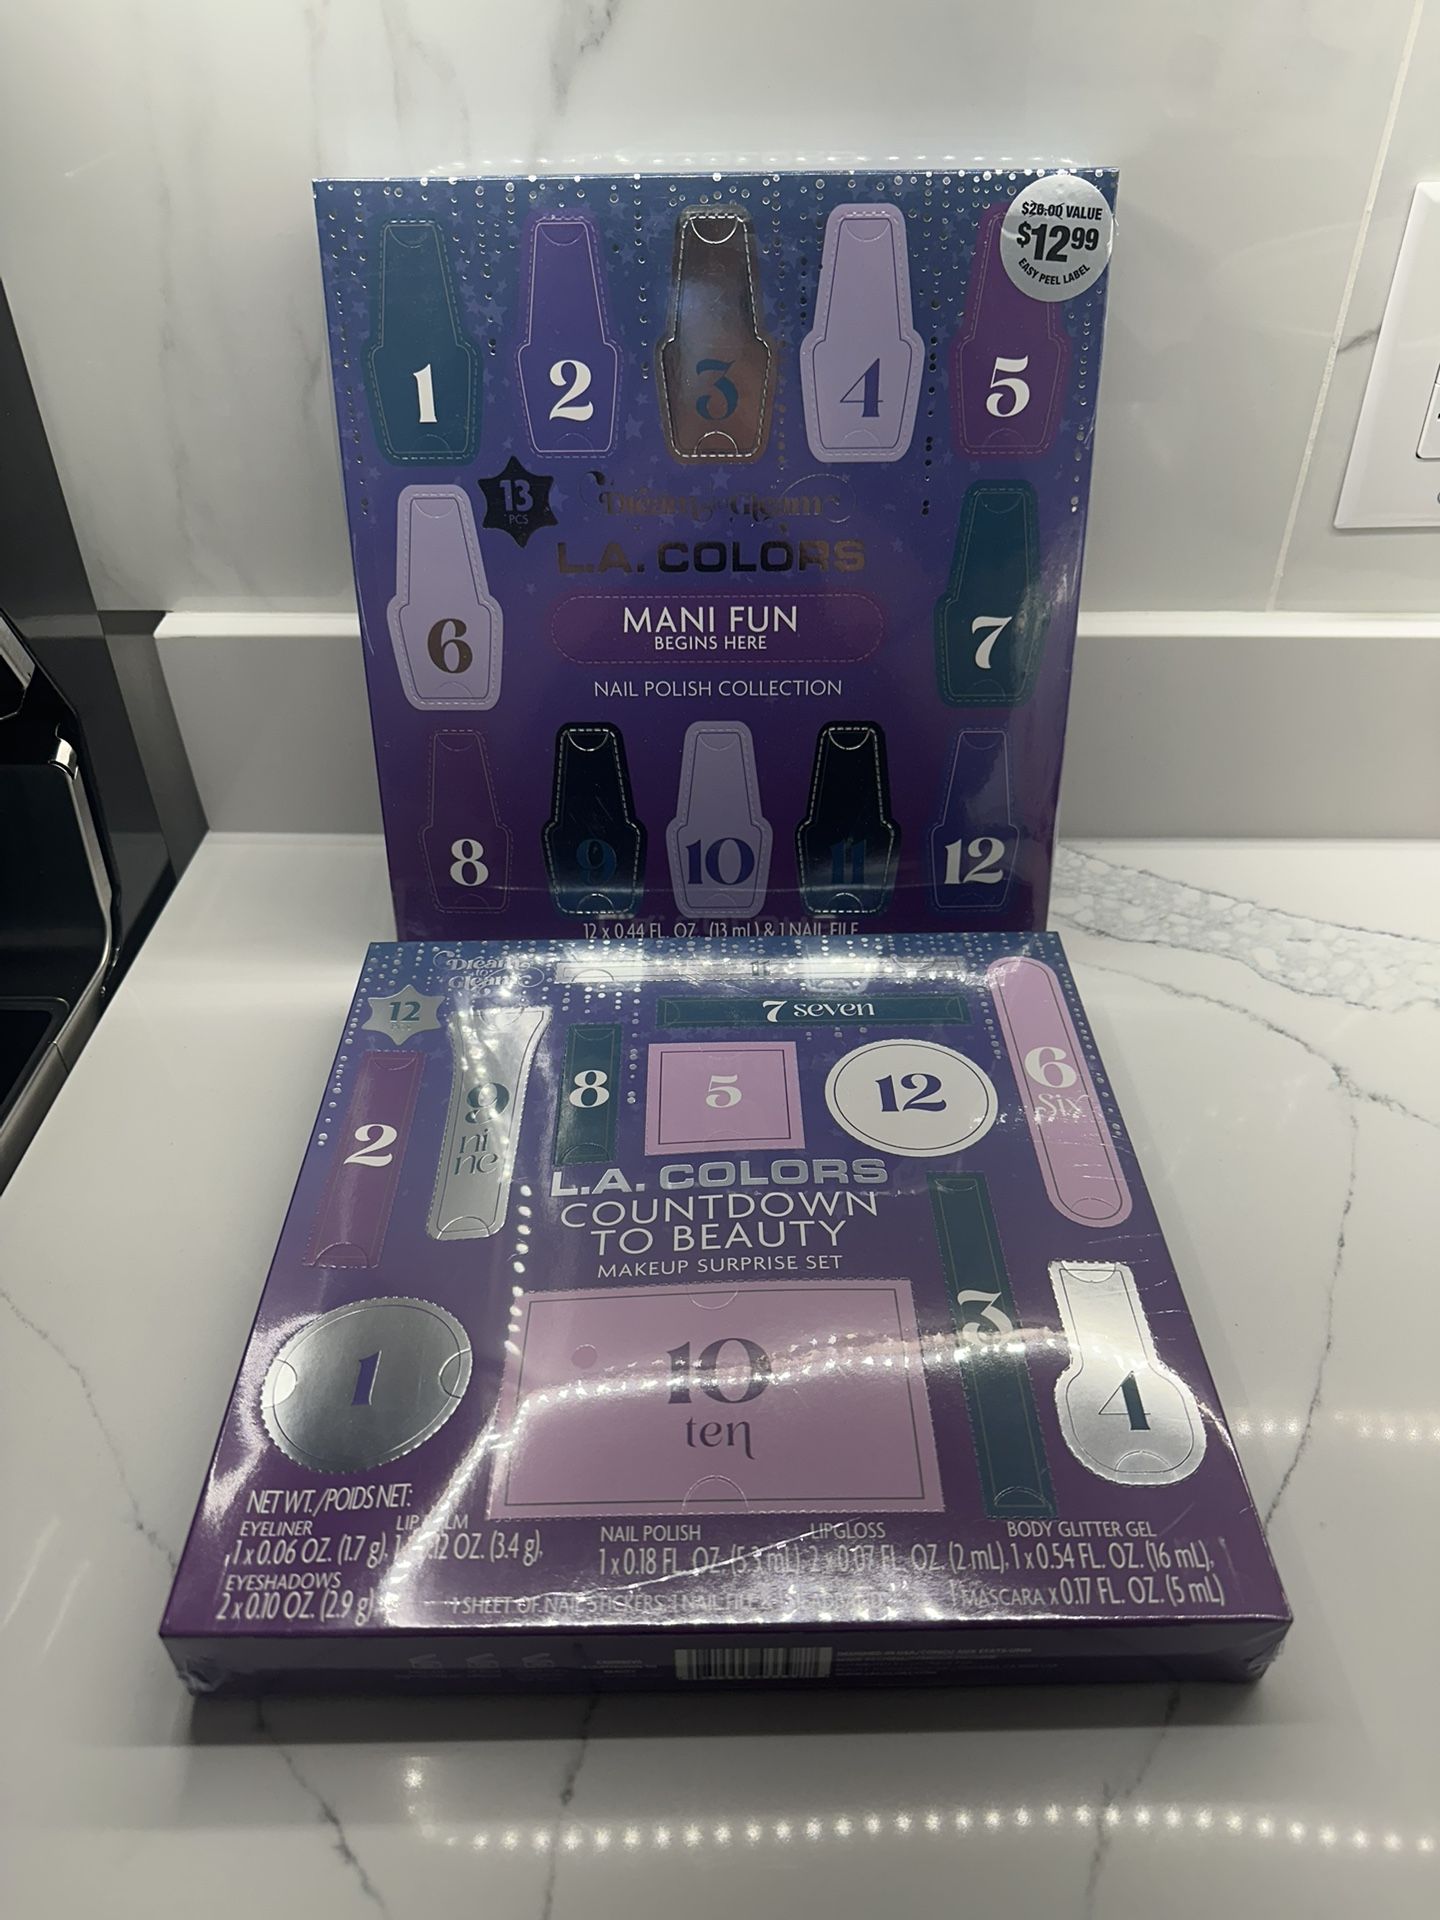 $26.00 VALUE
$12.99
EASY PEEL LABEL
1 2 3 4 5
13
PCS
Dream to Gleam
L.A. COLORS
6
MANI FUN
BEGINS HERE
7
NAIL POLISH COLLECTION
8 9 10 11 12
12 x 0.44 FL. OZ. (13 mL) & 1 NAIL FILE
Dream
to
Gleam
11
12
7 seven
2
9
ni
ne
8
5
12
6
Six
L.A. COLORS
COUNTDOWN
TO BEAUTY
MAKEUP SURPRISE SET
1
10
ten
3
4
NET WT./POIDS NET:
EYELINER
1 x 0.06 OZ. (1.7 g),
OZ. (3.4 g),
NAIL POLISH
1 x 0.18 FL. OZ. (5.3 mL),
LIPGLOSS
2 x 0.07 FL. OZ. (2 mL),
BODY GLITTER GEL
1 x 0.54 FL. OZ. (16 mL),
EYESHADOWS
2 x 0.10 OZ. (2.9 g)
1 SHEET OF NAIL STICKERS, 1 NAIL FILE
1 MASCARA x 0.17 FL. OZ. (5 mL)